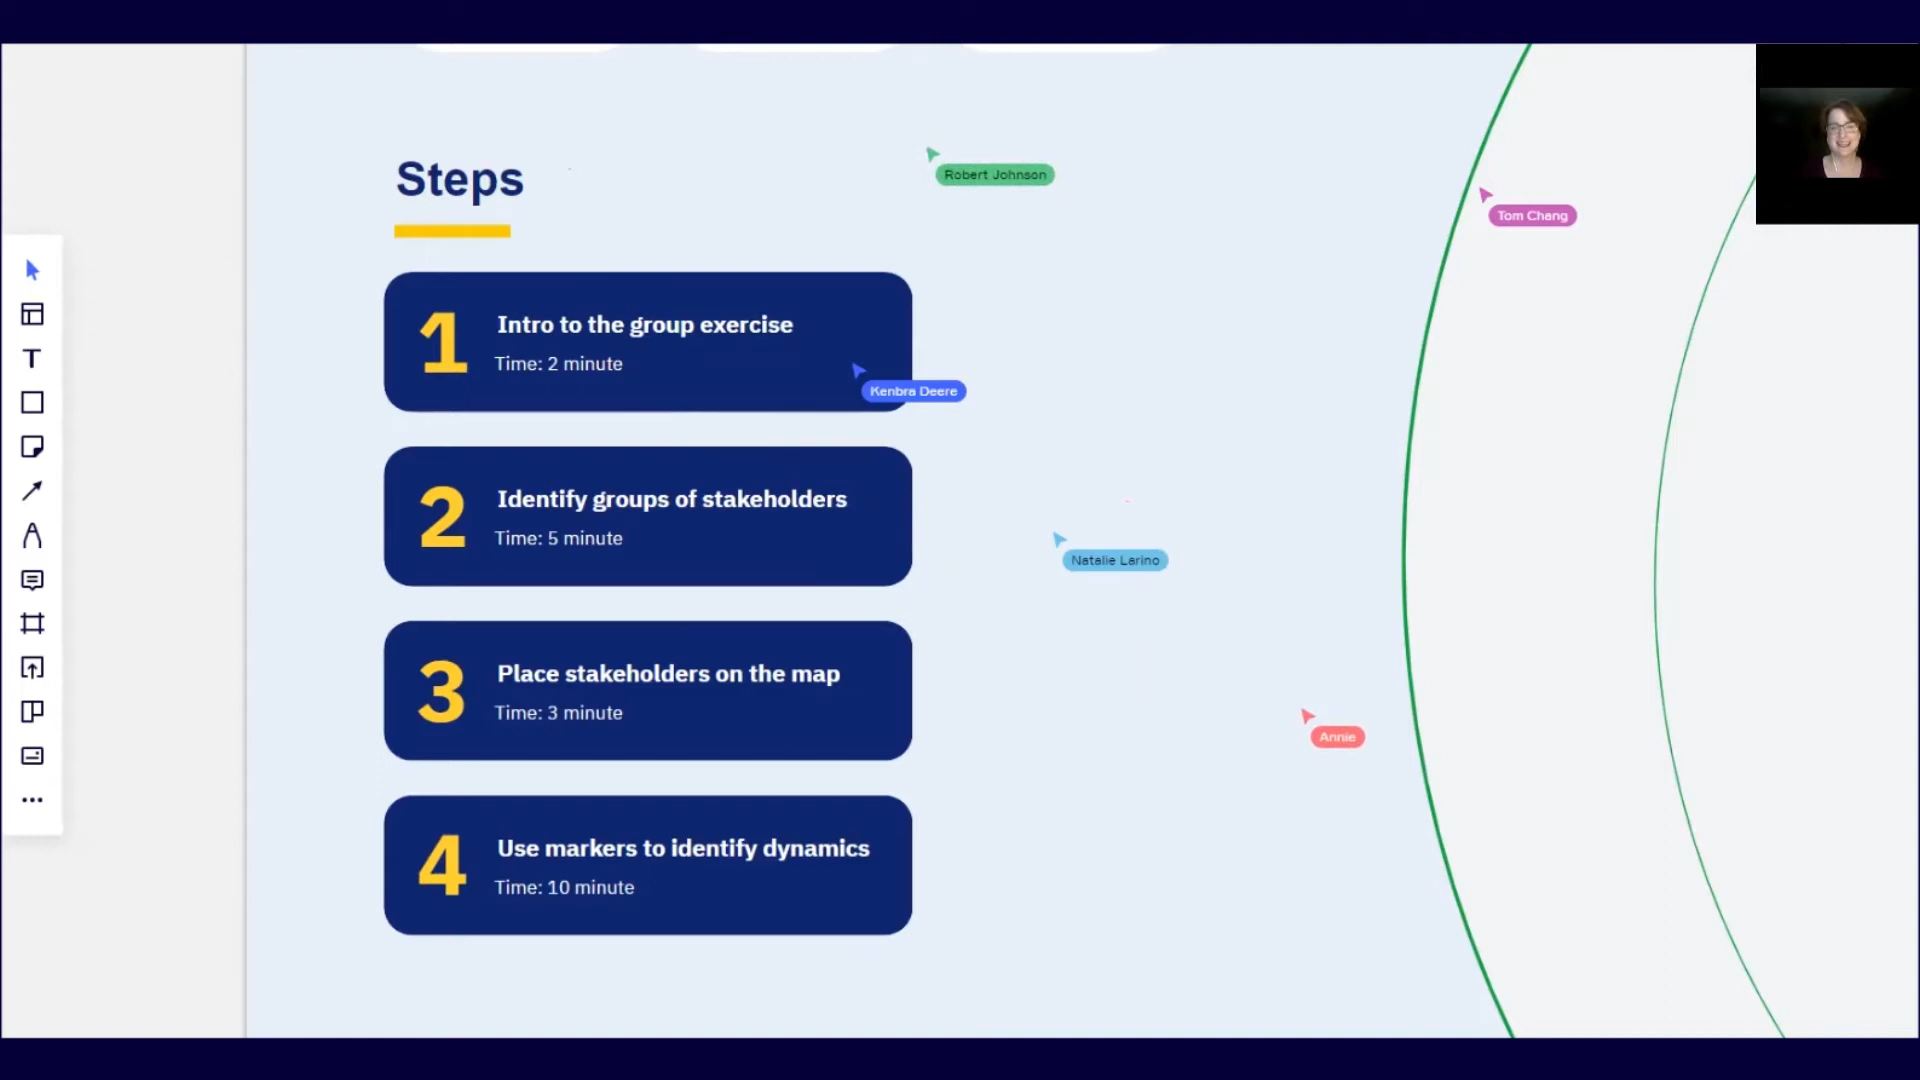 Steps
Robert Johnson
Tom Chang
1
Intro to the group exercise
Time: 2 minute
Kenbra Deere
2
Identify groups of stakeholders
Time: 5 minute
Natalie Larino
3
Place stakeholders on the map
Time: 3 minute
Annie
4
Use markers to identify dynamics
Time: 10 minute